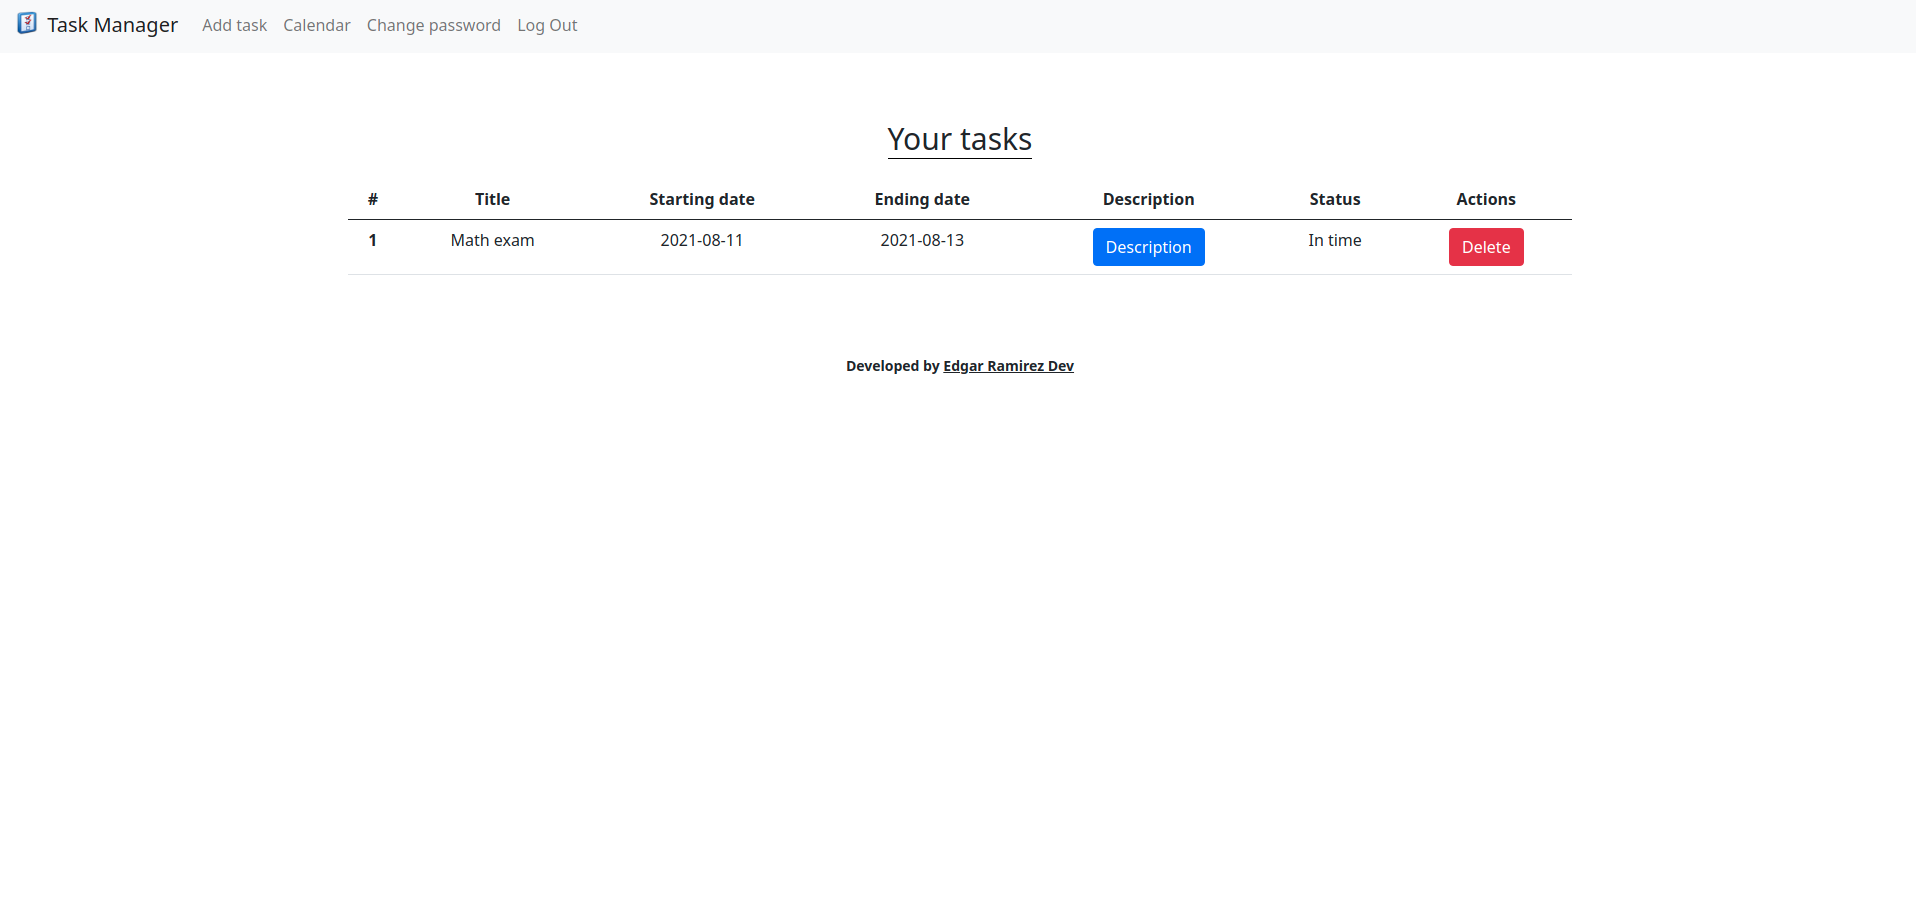 Task Manager Add task Calendar Change password Log Out
Your tasks
# Title Starting date Ending date Description Status Actions
1 Math exam 2021-08-11 2021-08-13 Description In time Delete
Developed by Edgar Ramirez Dev